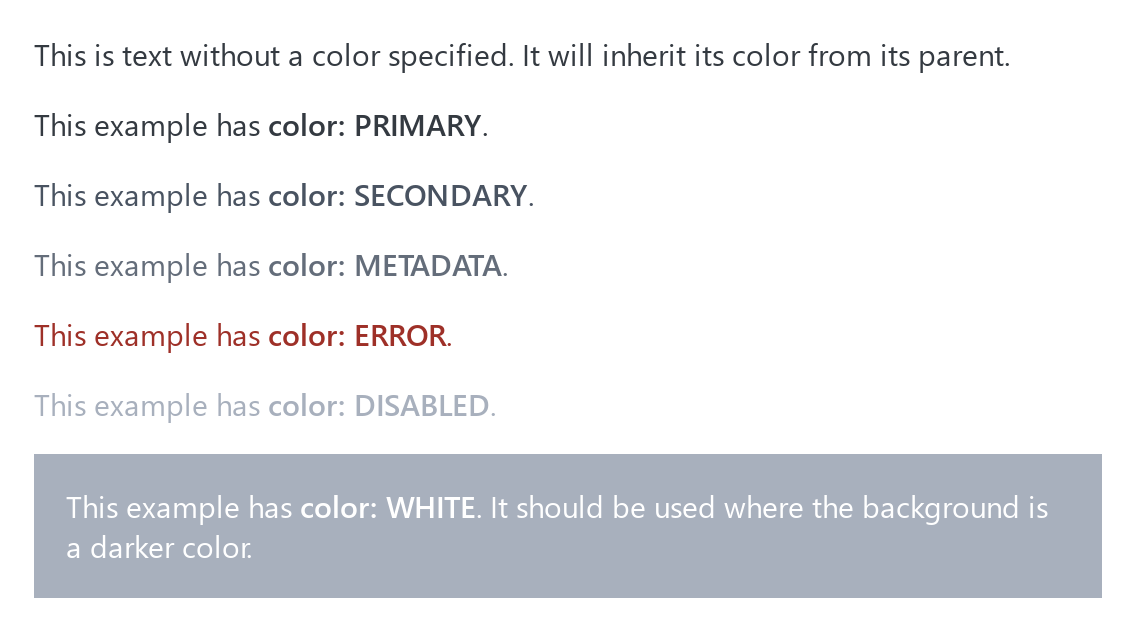 This is text without a color specified. It will inherit its color from its parent.
This example has color: PRIMARY.
This example has color: SECONDARY.
This example has color: METADATA.
This example has color: ERROR.
This example has color: DISABLED.
This example has color: WHITE. It should be used where the background is
a darker color.